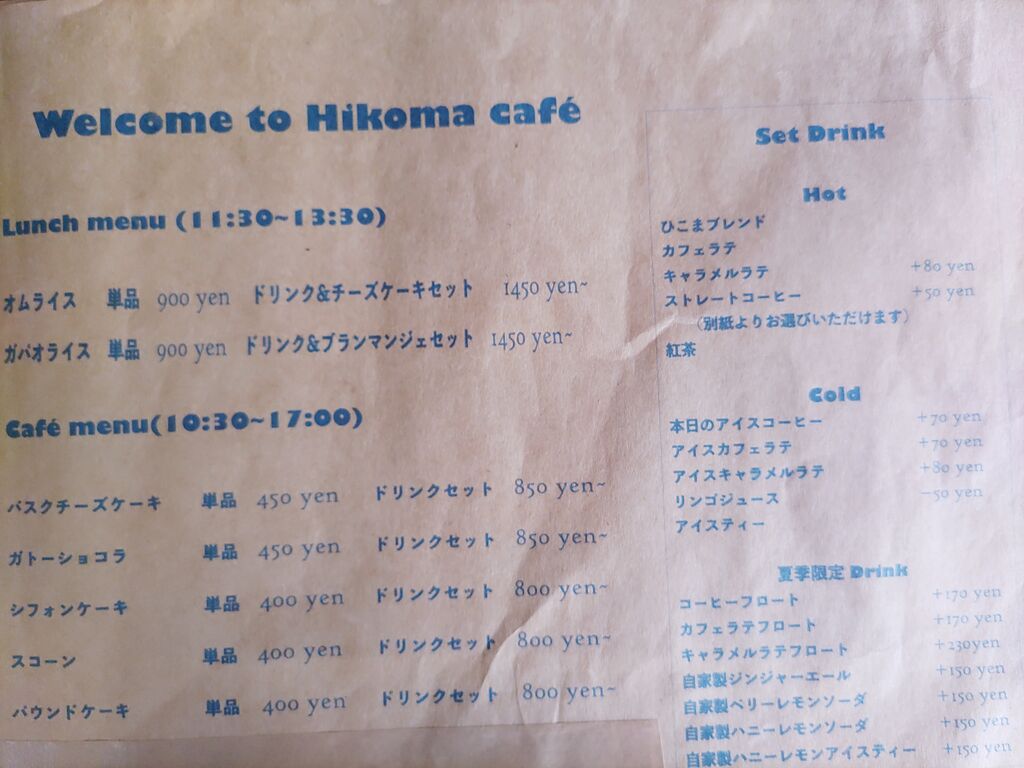 Welcome to Hikoma café
Lunch menu (11:30~13:30)
オムライス 単品 900 yen ドリンク&チーズケーキセット 1450 yen~
ガパオライス 単品 900 yen ドリンク&ブランマンジェセット 1450 yen~
Café menu(10:30~17:00)
バスクチーズケーキ 単品 450 yen ドリンクセット 850 yen~
ガトーショコラ 単品 450 yen ドリンクセット 850 yen~
シフォンケーキ 単品 400 yen ドリンクセット 800 yen~
スコーン 単品 400 yen ドリンクセット 800 yen~
パウンドケーキ 単品 400 yen ドリンクセット 800 yen~
Set Drink
Hot
ひこまブレンド
カフェラテ
キャラメルラテ +80 yen
ストレートコーヒー +50 yen
(別紙よりお選びいただけます)
紅茶
Cold
本日のアイスコーヒー +70 yen
アイスカフェラテ +70 yen
アイスキャラメルラテ +80 yen
リンゴジュース −50 yen
アイスティー
夏季限定 Drink
コーヒーフロート +170 yen
カフェラテフロート +170 yen
キャラメルラテフロート +230yen
自家製ジンジャーエール +150 yen
自家製ベリーレモンソーダ +150 yen
自家製ハニーレモンソーダ +150 yen
自家製ハニーレモンアイスティー +150 yen